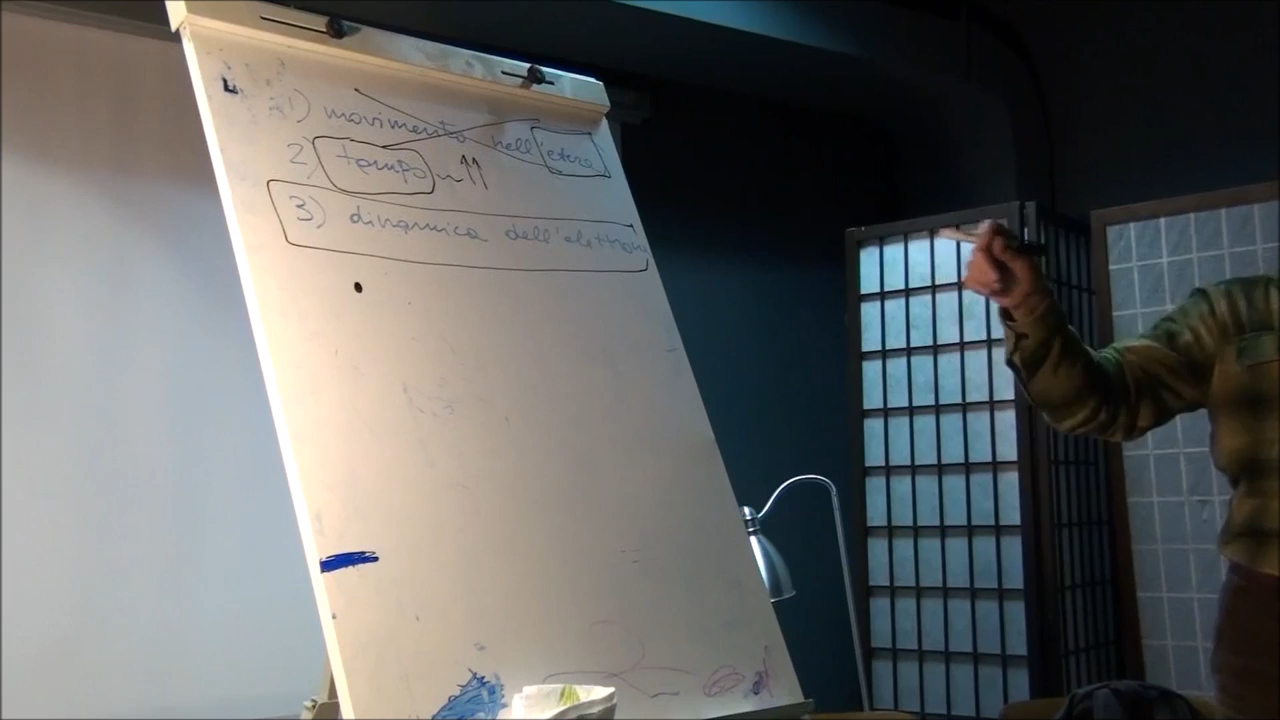 1) movimento nell'etere
2) tempo ~ ↑↑
3) dinamica dell'elettrone